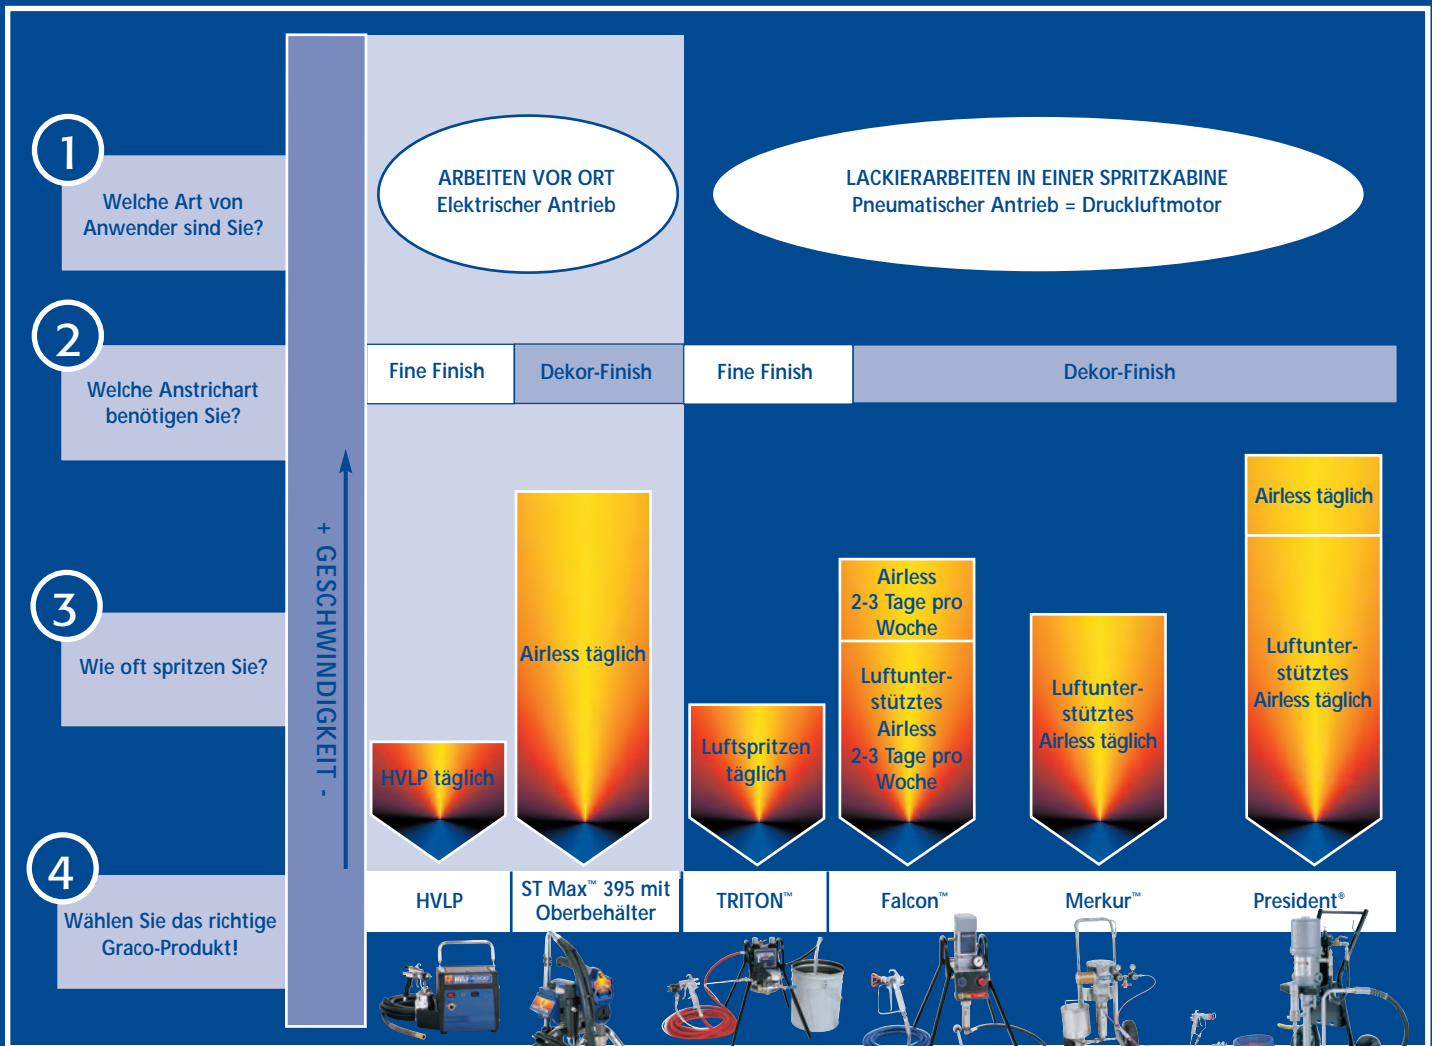 1
Welche Art von
Anwender sind Sie?
ARBEITEN VOR ORT
Elektrischer Antrieb
LACKIERARBEITEN IN EINER SPRITZKABINE
Pneumatischer Antrieb = Druckluftmotor
2
Welche Anstrichart
benötigen Sie?
Fine Finish
Dekor-Finish
Fine Finish
Dekor-Finish
+ GESCHWINDIGKEIT -
3
Wie oft spritzen Sie?
HVLP täglich
Airless täglich
Luftspritzen
täglich
Airless
2-3 Tage pro
Woche
Luftunter-
stütztes
Airless
2-3 Tage pro
Woche
Luftunter-
stütztes
Airless täglich
Airless täglich
Luftunter-
stütztes
Airless täglich
4
Wählen Sie das richtige
Graco-Produkt!
HVLP
ST Max™ 395 mit
Oberbehälter
TRITON™
Falcon™
Merkur™
President®